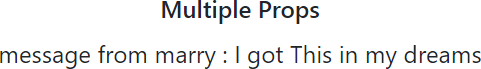 Multiple Props
message from marry : I got This in my dreams